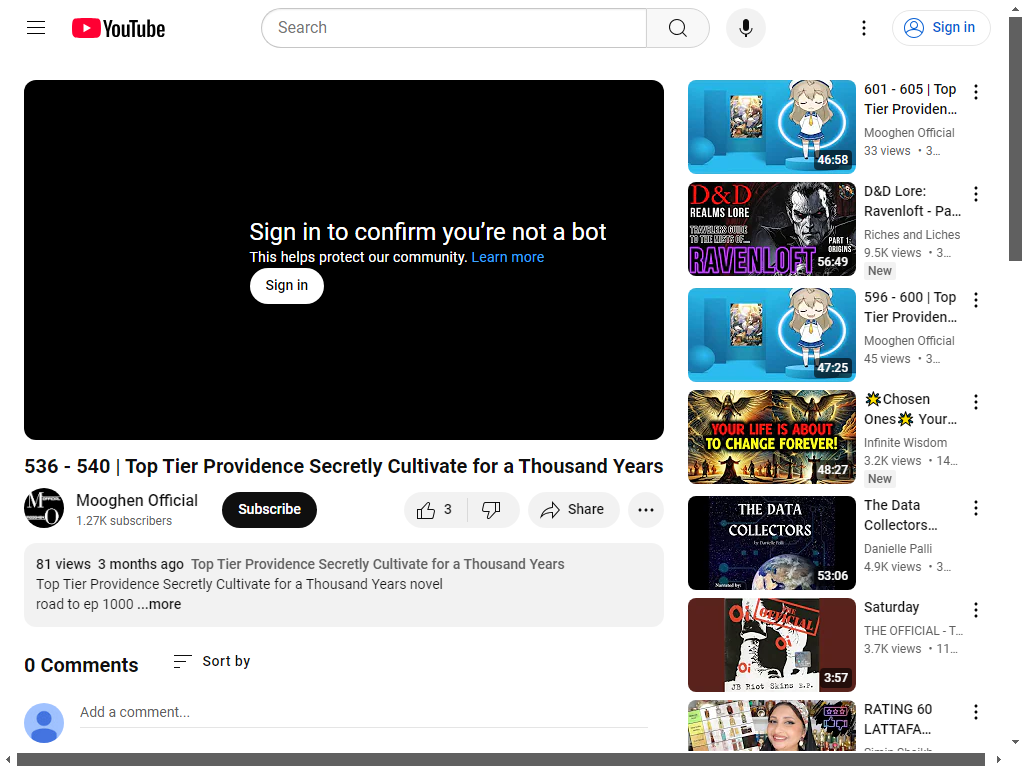 YouTube
Search
Sign in
Sign in to confirm you’re not a bot
This helps protect our community. Learn more
Sign in
536 - 540 | Top Tier Providence Secretly Cultivate for a Thousand Years
Mooghen Official
1.27K subscribers
Subscribe
3
Share
81 views 3 months ago Top Tier Providence Secretly Cultivate for a Thousand Years
Top Tier Providence Secretly Cultivate for a Thousand Years novel
road to ep 1000 ...more
0 Comments
Sort by
Add a comment...
46:58
601 - 605 | Top
Tier Providen...
Mooghen Official
33 views • 3...
D&D
REALMS LORE
TRAVELERS GUIDE
TO THE MISTS OF...
RAVENLOFT
PART 1:
ORIGINS
56:49
D&D Lore:
Ravenloft - Pa...
Riches and Liches
9.5K views • 3...
New
47:25
596 - 600 | Top
Tier Providen...
Mooghen Official
45 views • 3...
YOUR LIFE IS ABOUT
TO CHANGE FOREVER!
48:27
🌟Chosen
Ones🌟 Your...
Infinite Wisdom
3.2K views • 14...
New
THE DATA
COLLECTORS
by Danielle Palli
Narrated by:
53:06
The Data
Collectors...
Danielle Palli
4.9K views • 3...
Oi
THE
OFFICIAL
Oi
Oi
JB Riot Skins E.P.
3:57
Saturday
THE OFFICIAL - T...
3.7K views • 11...
RATING 60
LATTAFA...